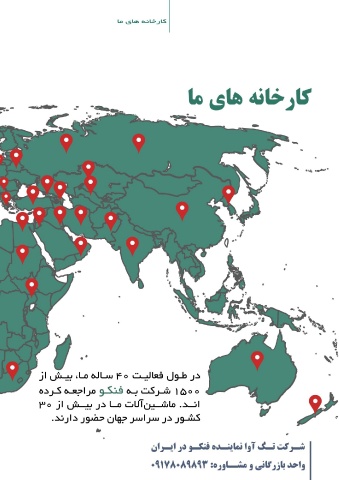 کارخانه های ما
کارخانه های ما
در طول فعالیت ۴۰ ساله ما، بیش از
۱۵۰۰ شرکت به فنکو مراجعه کرده
اند. ماشین‌آلات ما در بیش از ۳۰
کشور در سراسر جهان حضور دارند.
شرکت تگ آوا نماینده فنکو در ایران
واحد بازرگانی و مشاوره: ۰۹۱۷۸۰۸۹۸۹۳